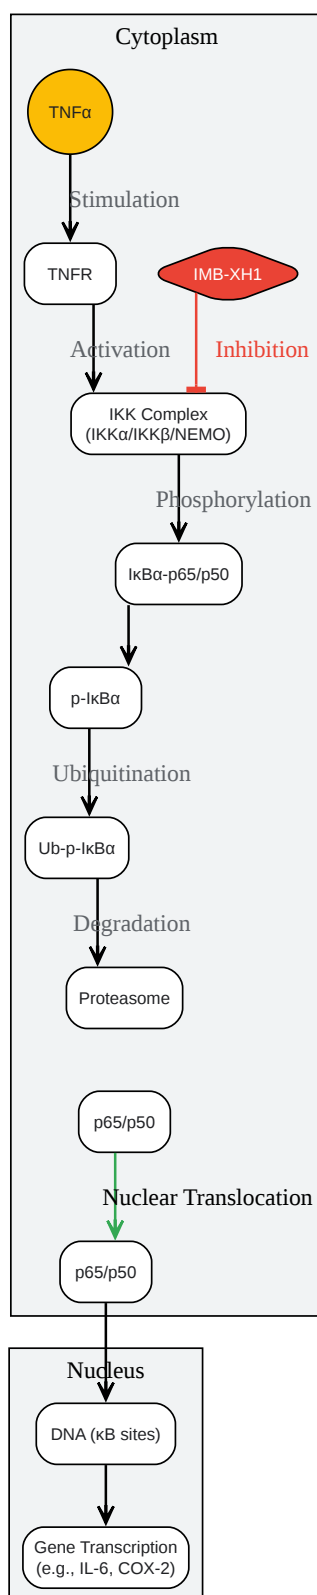 Cytoplasm
TNFα
Stimulation
TNFR
IMB-XH1
Activation
Inhibition
IKK Complex
(IKKα/IKKβ/NEMO)
Phosphorylation
IκBα-p65/p50
p-IκBα
Ubiquitination
Ub-p-IκBα
Degradation
Proteasome
p65/p50
Nuclear Translocation
p65/p50
Nucleus
DNA (κB sites)
Gene Transcription
(e.g., IL-6, COX-2)